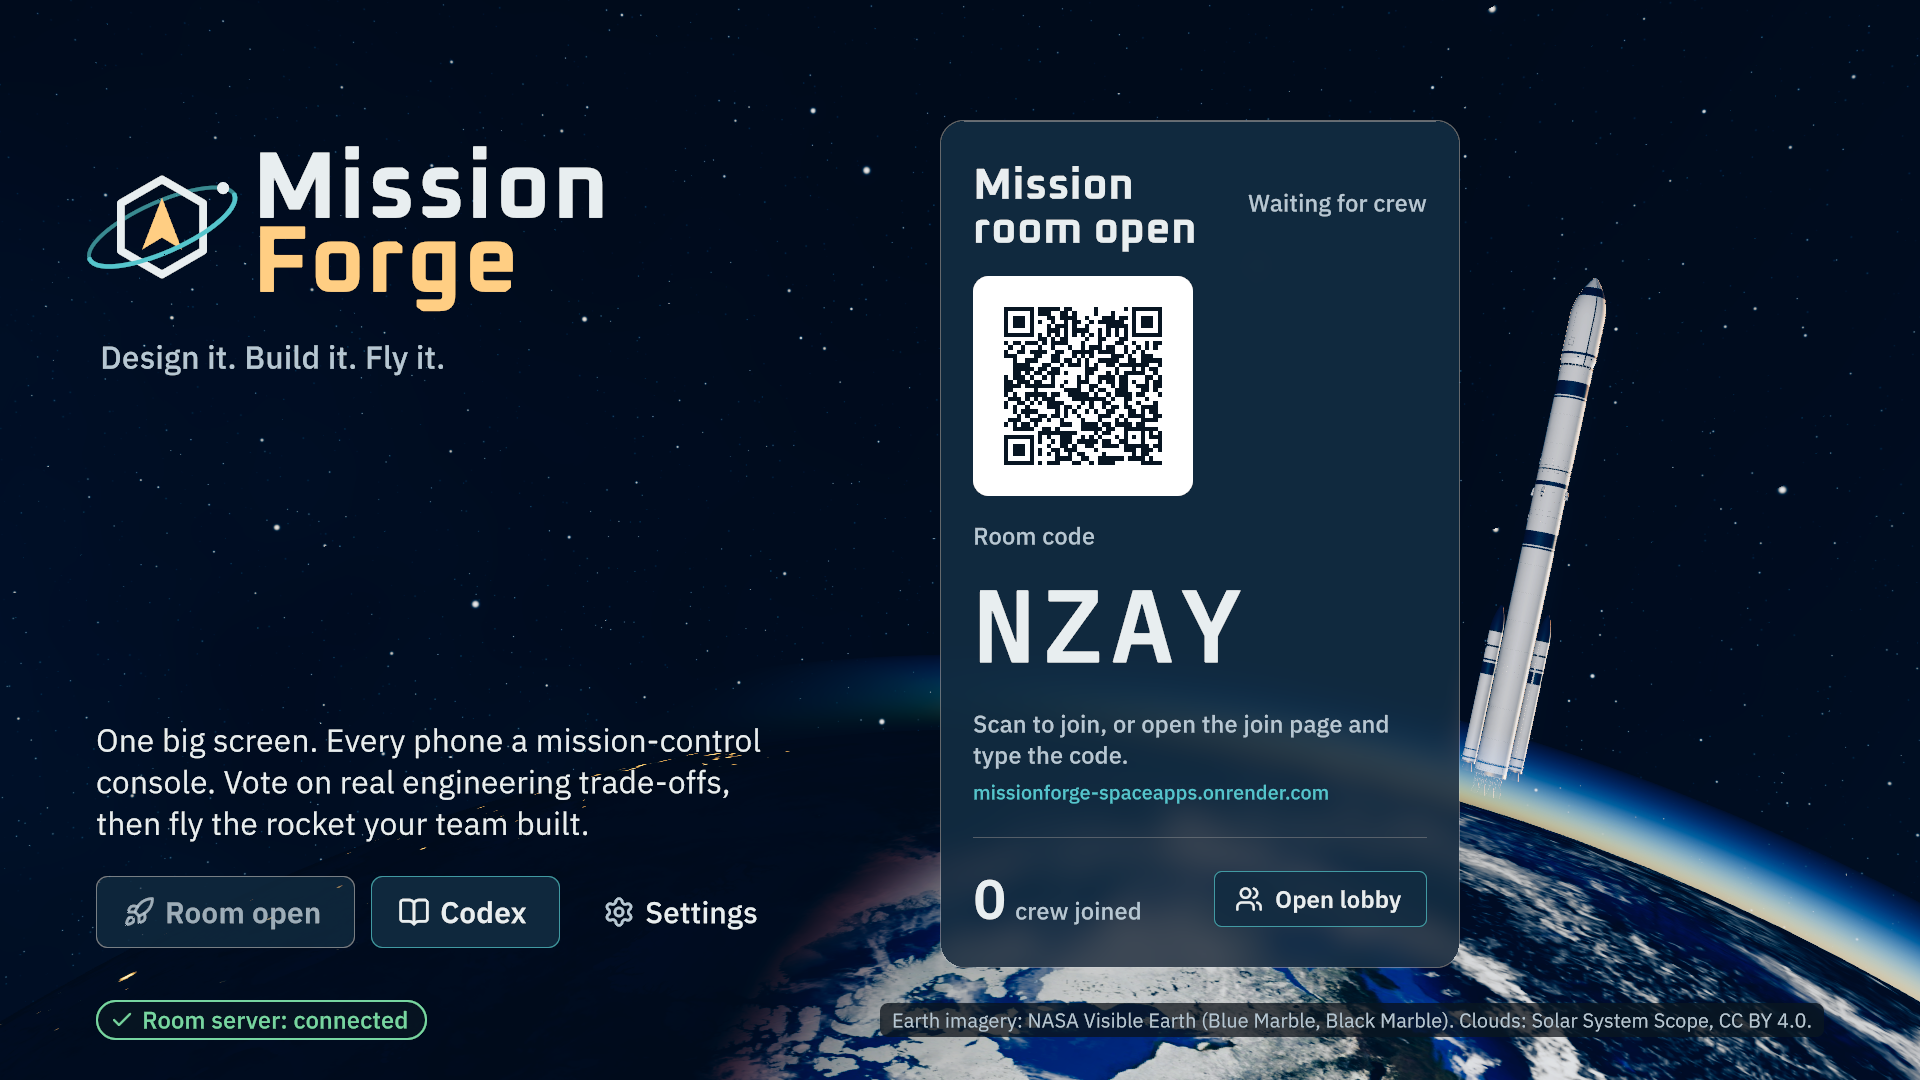 Mission
Forge
Design it. Build it. Fly it.
One big screen. Every phone a mission-control
console. Vote on real engineering trade-offs,
then fly the rocket your team built.
Room open
Codex
Settings
Room server: connected
Mission
room open
Waiting for crew
Room code
NZAY
Scan to join, or open the join page and
type the code.
missionforge-spaceapps.onrender.com
0 crew joined
Open lobby
Earth imagery: NASA Visible Earth (Blue Marble, Black Marble). Clouds: Solar System Scope, CC BY 4.0.